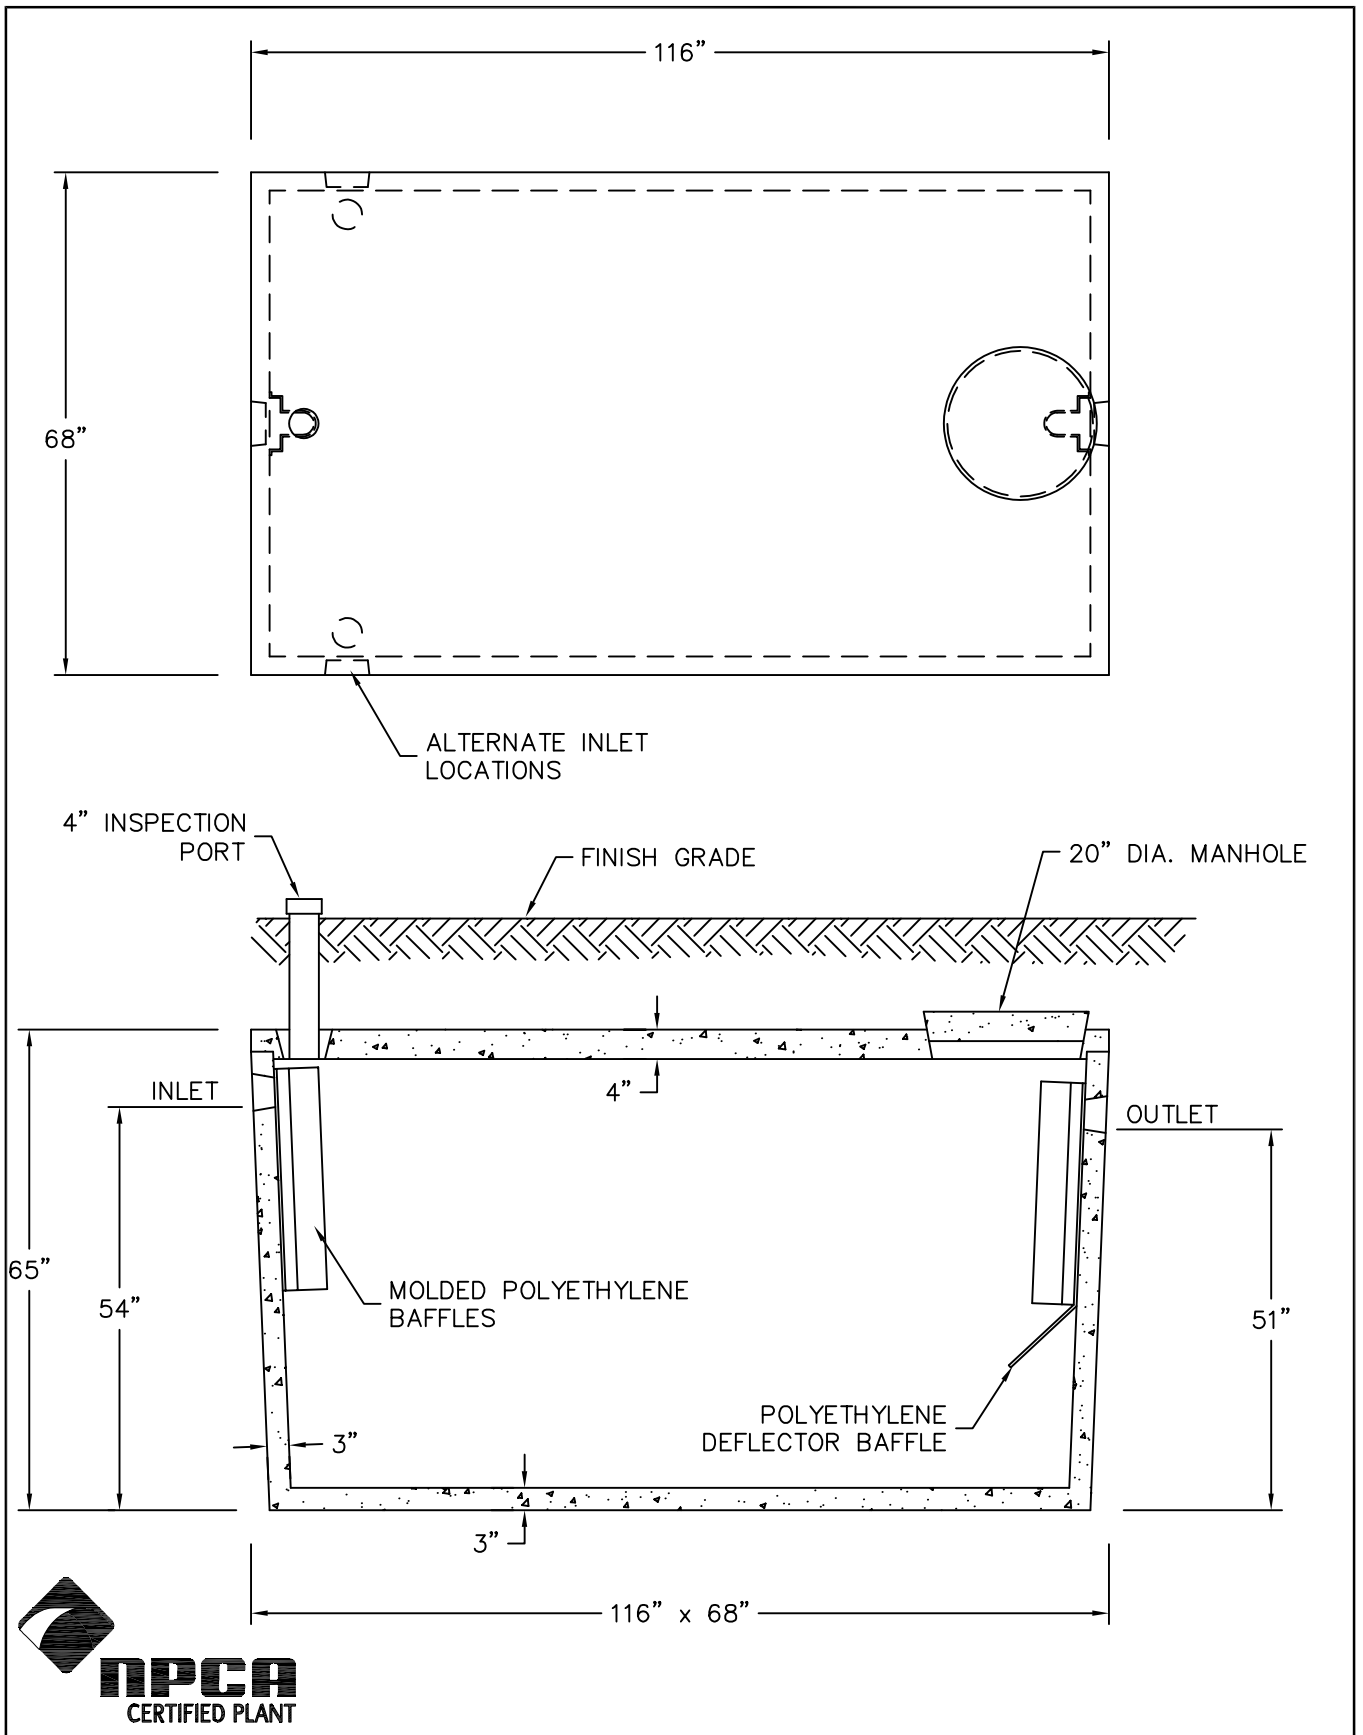 116”
68”
ALTERNATE INLET
LOCATIONS
4” INSPECTION
PORT
FINISH GRADE
20” DIA. MANHOLE
4”
INLET
OUTLET
65”
54”
MOLDED POLYETHYLENE
BAFFLES
51”
POLYETHYLENE
DEFLECTOR BAFFLE
3”
3”
116” x 68”
NPCA
CERTIFIED PLANT